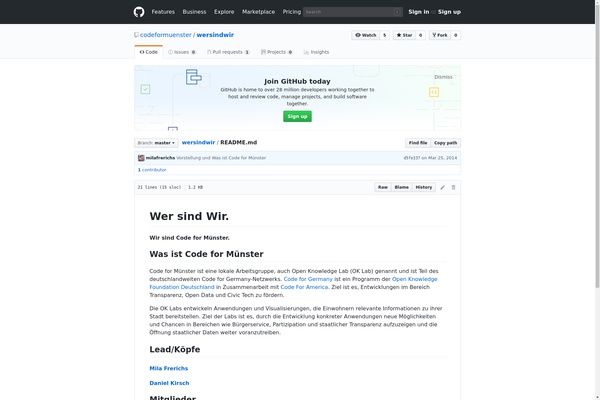 Features Business Explore Marketplace Pricing Search Sign in or Sign up
codeformuenster / wersindwir
Watch 5 Star 0 Fork 0
Code Issues 0 Pull requests 1 Projects 0 Insights
Dismiss
Join GitHub today
GitHub is home to over 28 million developers working together to
host and review code, manage projects, and build software
together.
Sign up
Branch: master wersindwir / README.md Find file Copy path
milafrerichs Vorstellung und Was ist Code for Münster on Mar 25, 2014
1 contributor
21 lines (15 sloc) 1.2 KB Raw Blame History
Wer sind Wir.
Wir sind Code for Münster.
Was ist Code for Münster
Code for Münster ist eine lokale Arbeitsgruppe, auch Open Knowledge Lab (OK Lab) genannt und ist Teil des
deutschlandweiten Code for Germany-Netzwerks. Code for Germany ist ein Programm der Open Knowledge
Foundation Deutschland in Zusammenarbeit mit Code For America. Ziel ist es, Entwicklungen im Bereich
Transparenz, Open Data und Civic Tech zu fördern.
Die OK Labs entwickeln Anwendungen und Visualisierungen, die Einwohnern relevante Informationen zu ihrer
Stadt bereitstellen. Ziel der Labs ist es, durch die Entwicklung konkreter Anwendungen neue Möglichkeiten
und Chancen in Bereichen wie Bürgerservice, Partizipation und staatlicher Transparenz aufzuzeigen und die
Öffnung staatlicher Daten weiter voranzutreiben.
Lead/Köpfe
Mila Frerichs
Daniel Kirsch
Mitglieder